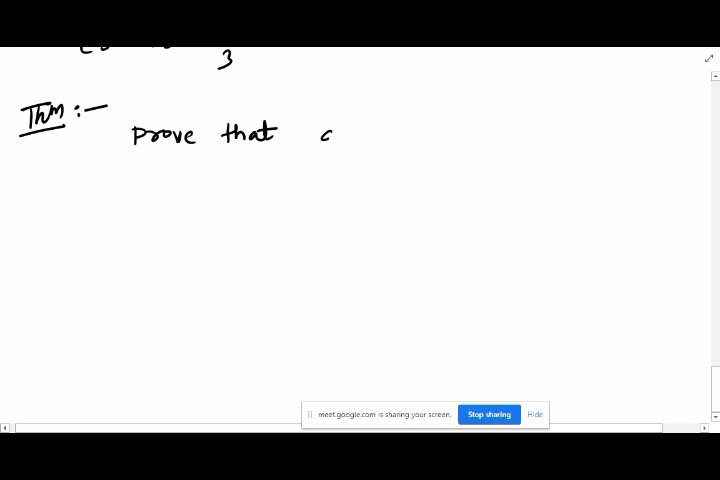 3
Thm :-
Prove that
meet.google.com is sharing your screen. Stop sharing Hide